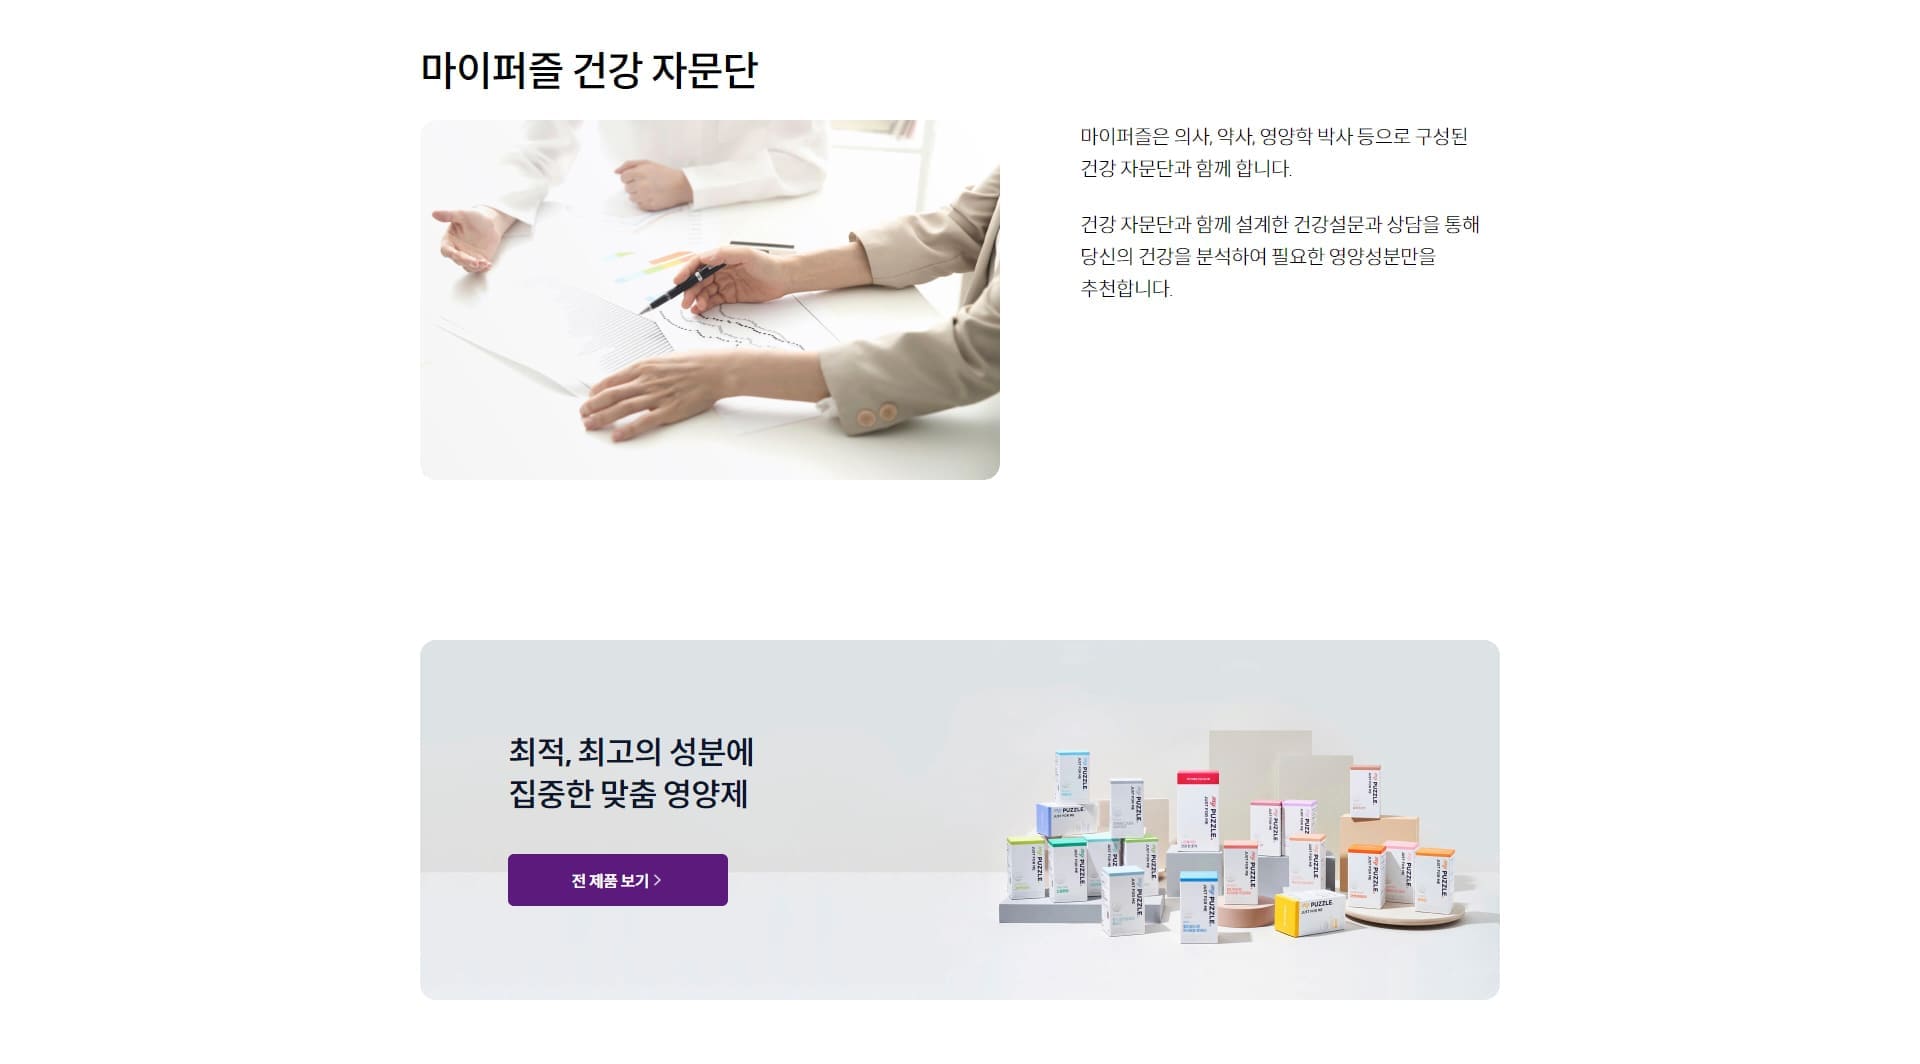 마이퍼즐 건강 자문단
마이퍼즐은 의사, 약사, 영양학 박사 등으로 구성된
건강 자문단과 함께 합니다.
건강 자문단과 함께 설계한 건강설문과 상담을 통해
당신의 건강을 분석하여 필요한 영양성분만을
추천합니다.
최적, 최고의 성분에
집중한 맞춤 영양제
전 제품 보기 >
my PUZZLE.
JUST FOR ME